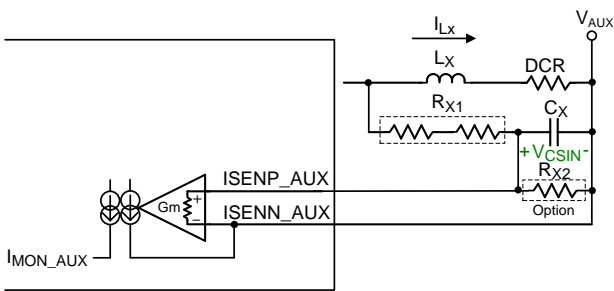 I_Lx
V_AUX
L_X
DCR
R_X1
C_X
+V_CSIN-
R_X2
Option
ISENP_AUX
Gm
+
−
ISENN_AUX
I_MON_AUX